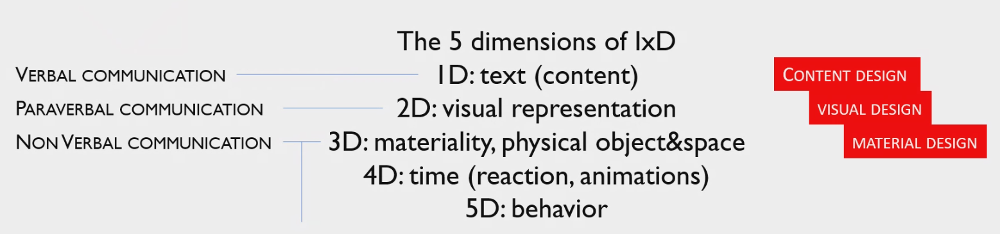 The 5 dimensions of IxD
VERBAL COMMUNICATION 1D: text (content) CONTENT DESIGN
PARAVERBAL COMMUNICATION 2D: visual representation VISUAL DESIGN
NON VERBAL COMMUNICATION 3D: materiality, physical object&space MATERIAL DESIGN
4D: time (reaction, animations)
5D: behavior